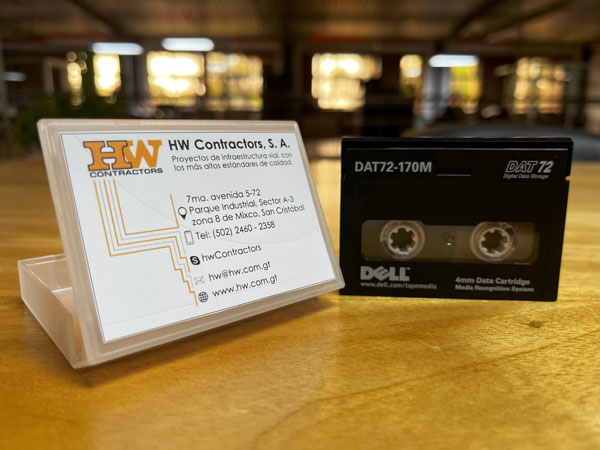 HW
CONTRACTORS
HW Contractors, S. A.
Proyectos de infraestructura vial, con
los más altos estándares de calidad.
7ma. avenida 5-72
Parque Industrial, Sector A-3
zona 8 de Mixco, San Cristóbal
Tel: (502) 2460 - 2358
hwContractors
hw@hw.com.gt
www.hw.com.gt
DAT72-170M
DAT 72
Digital Data Storage
DELL
www.dell.com/tapemedia
4mm Data Cartridge
Media Recognition System